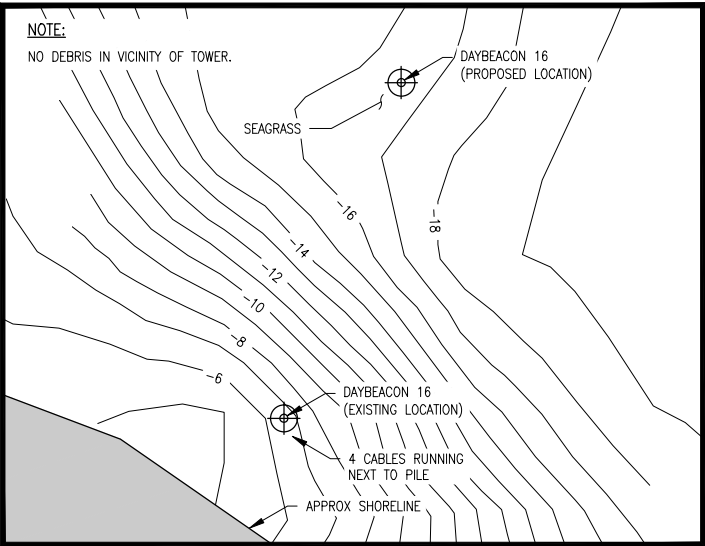 NOTE:
NO DEBRIS IN VICINITY OF TOWER.
DAYBEACON 16
(PROPOSED LOCATION)
SEAGRASS
-16
-18
-14
-12
-10
-8
-6
DAYBEACON 16
(EXISTING LOCATION)
4 CABLES RUNNING
NEXT TO PILE
APPROX SHORELINE